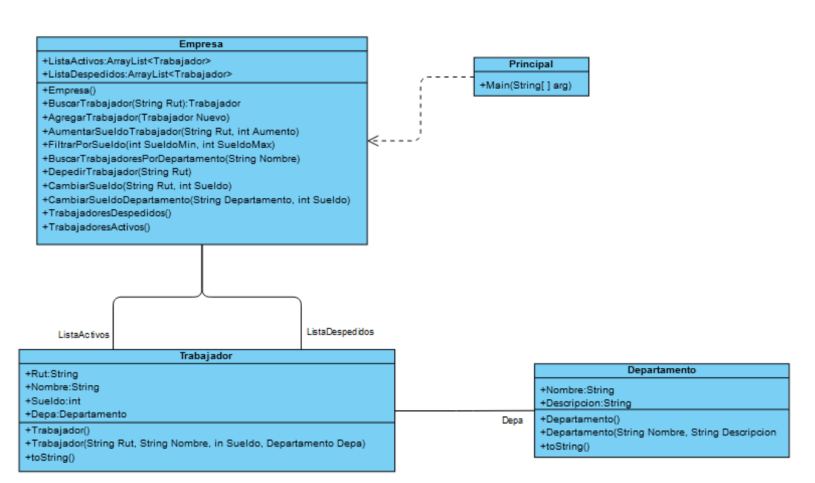 Empresa
+ListaActivos:ArrayList<Trabajador>
+ListaDespedidos:ArrayList<Trabajador>
+Empresa()
+BuscarTrabajador(String Rut):Trabajador
+AgregarTrabajador(Trabajador Nuevo)
+AumentarSueldoTrabajador(String Rut, int Aumento)
+FiltrarPorSueldo(int SueldoMin, int SueldoMax)
+BuscarTrabajadoresPorDepartamento(String Nombre)
+DepedirTrabajador(String Rut)
+CambiarSueldo(String Rut, int Sueldo)
+CambiarSueldoDepartamento(String Departamento, int Sueldo)
+TrabajadoresDespedidos()
+TrabajadoresActivos()
Principal
+Main(String[ ] arg)
ListaActivos
ListaDespedidos
Trabajador
+Rut:String
+Nombre:String
+Sueldo:int
+Depa:Departamento
+Trabajador()
+Trabajador(String Rut, String Nombre, in Sueldo, Departamento Depa)
+toString()
Depa
Departamento
+Nombre:String
+Descripcion:String
+Departamento()
+Departamento(String Nombre, String Descripcion
+toString()